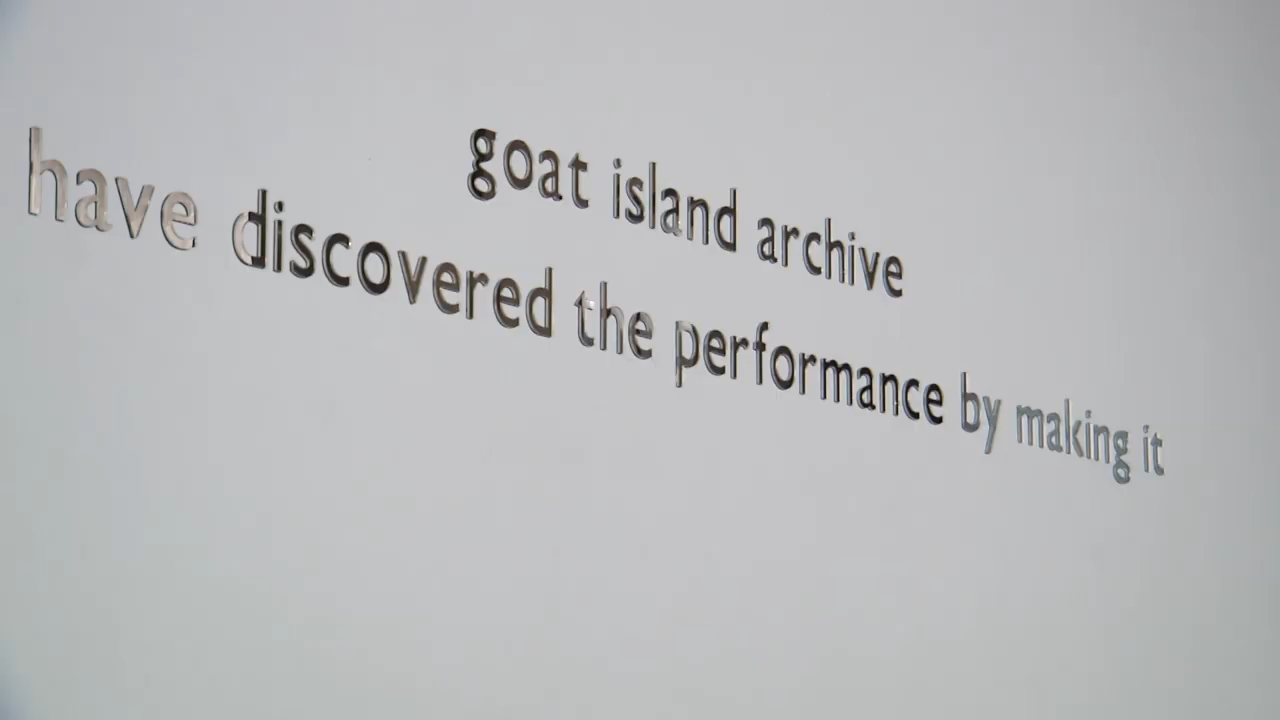 goat island archive
have discovered the performance by making it